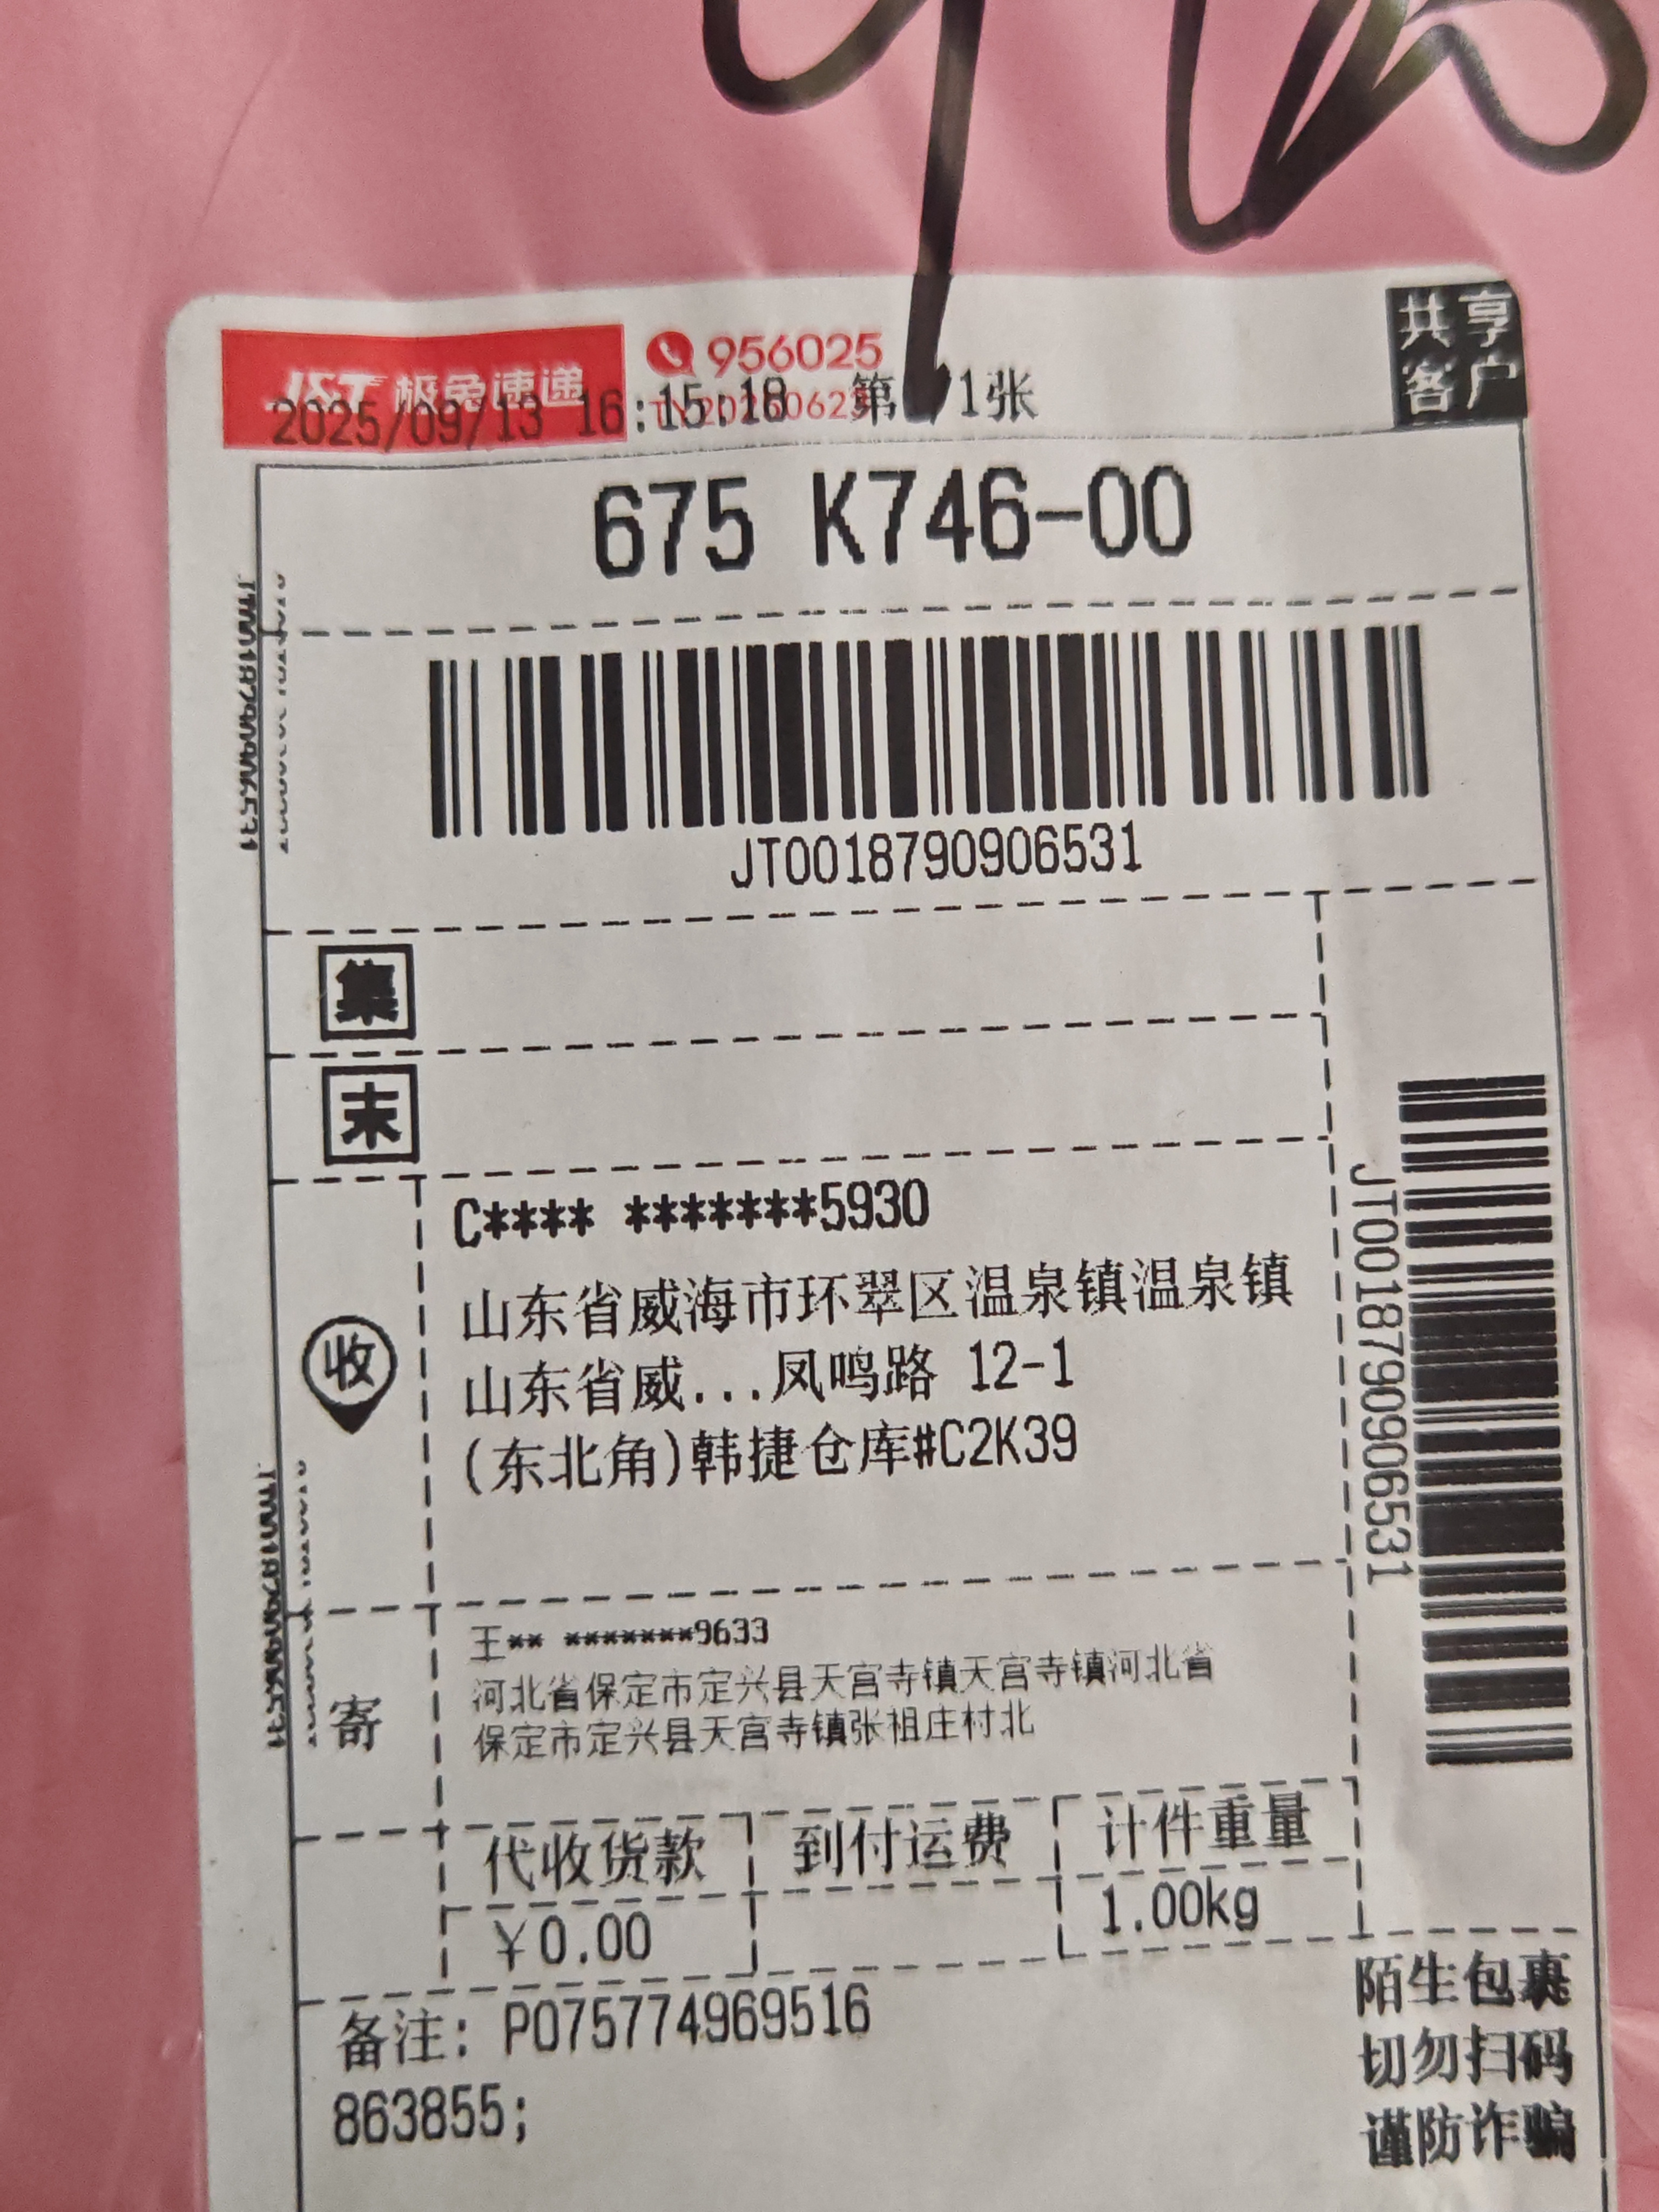 J&T 极兔速递
956025
2025/09/13 16:15:18 第1/1张
共享
客户
675 K746-00
JT0018790906531
集
末
收
C**** *******5930
山东省威海市环翠区温泉镇温泉镇
山东省威...凤鸣路 12-1
(东北角)韩捷仓库#C2K39
JT0018790906531
寄
王** *******9633
河北省保定市定兴县天宫寺镇天宫寺镇河北省
保定市定兴县天宫寺镇张祖庄村北
代收货款 到付运费 计件重量
¥0.00 1.00kg
备注: P075774969516
863855;
陌生包裹
切勿扫码
谨防诈骗